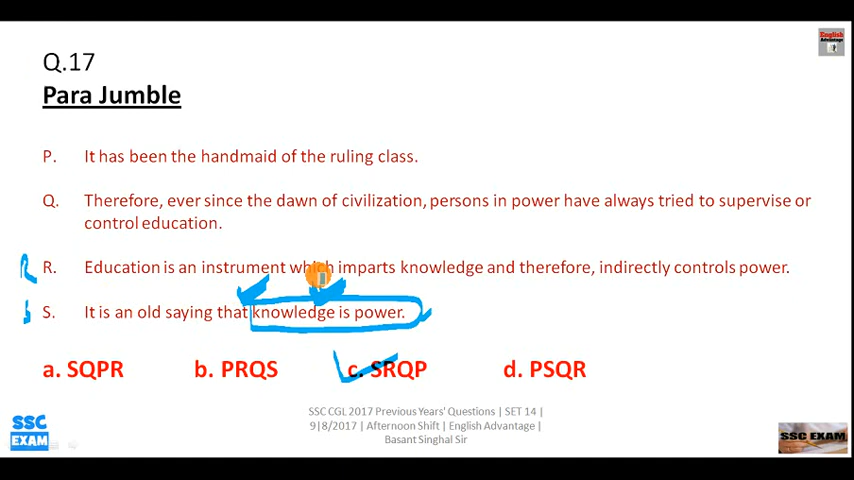 English
Advantage
Q.17
Para Jumble
P. It has been the handmaid of the ruling class.
Q. Therefore, ever since the dawn of civilization, persons in power have always tried to supervise or
control education.
R R. Education is an instrument which imparts knowledge and therefore, indirectly controls power.
S S. It is an old saying that knowledge is power.
a. SQPR b. PRQS c. SRQP d. PSQR
SSC CGL 2017 Previous Years' Questions | SET 14 |
9|8/2017 | Afternoon Shift | English Advantage |
Basant Singhal Sir
SSC
EXAM
SSC EXAM